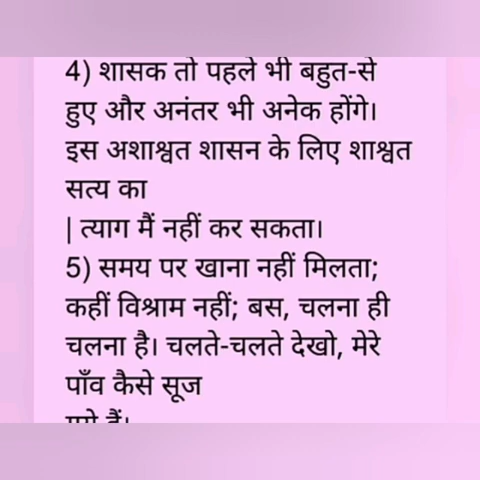 4) शासक तो पहले भी बहुत-से
हुए और अनंतर भी अनेक होंगे।
इस अशाश्वत शासन के लिए शाश्वत
सत्य का
| त्याग मैं नहीं कर सकता।
5) समय पर खाना नहीं मिलता;
कहीं विश्राम नहीं; बस, चलना ही
चलना है। चलते-चलते देखो, मेरे
पाँव कैसे सूज